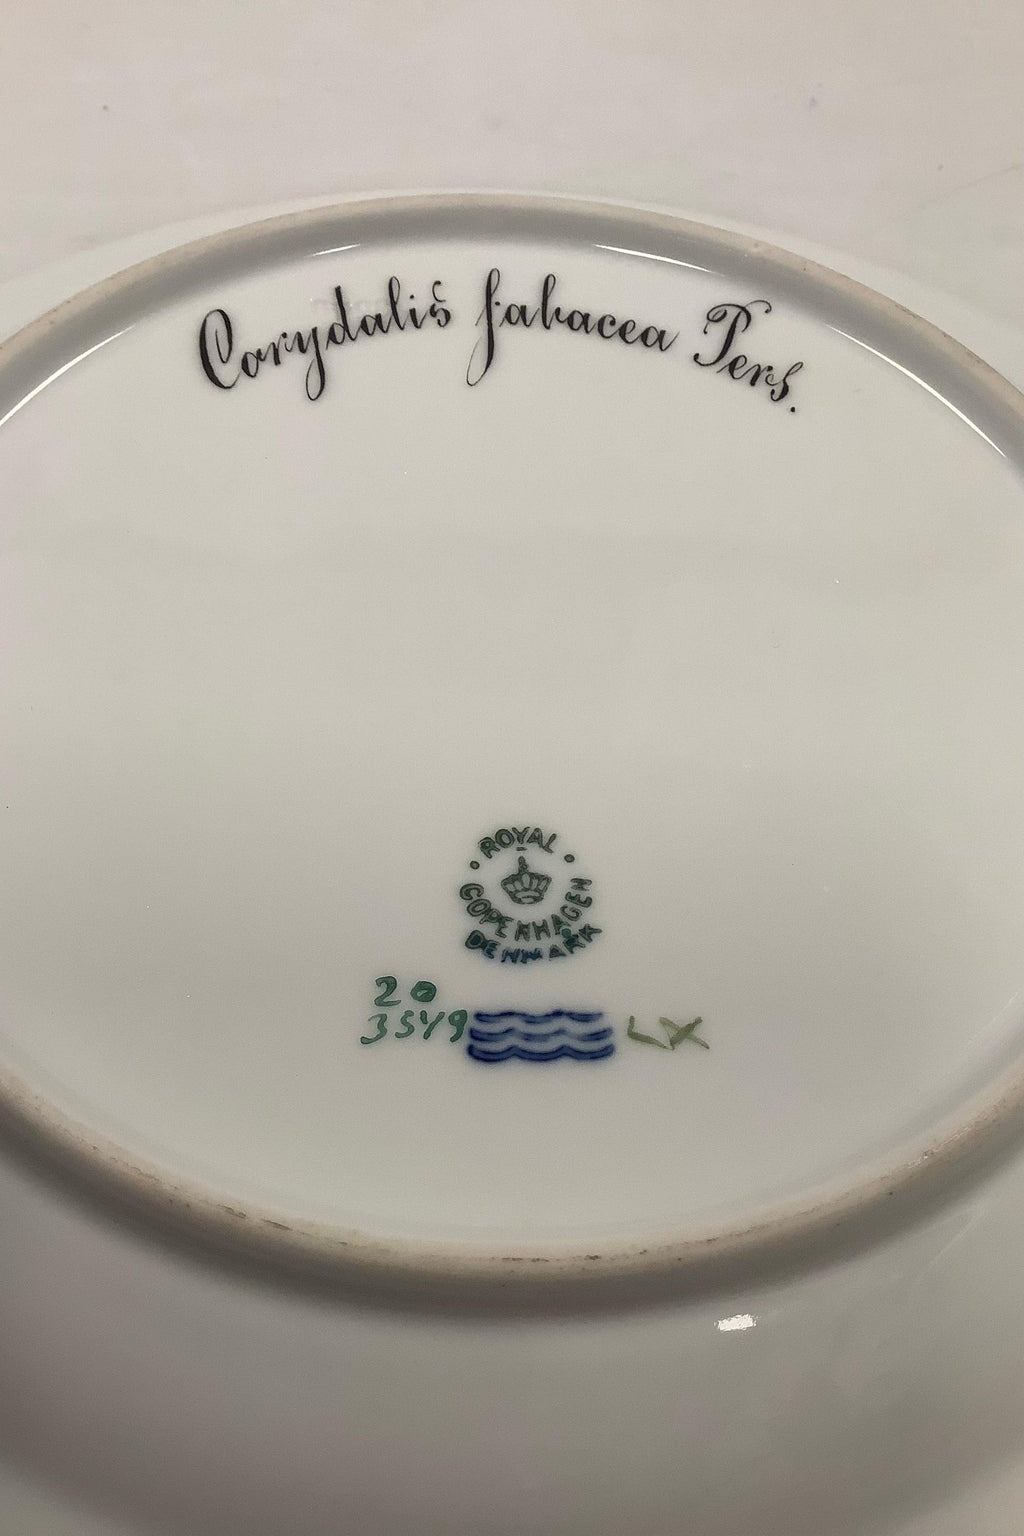 Corydalis fabacea Pers.
ROYAL
COPENHAGEN
DENMARK
20
3549
LX